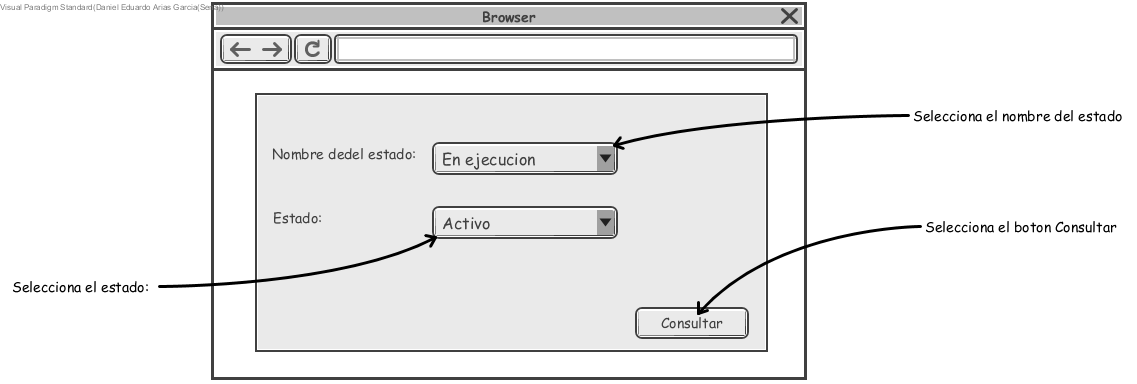 Visual Paradigm Standard(Daniel Eduardo Arias Garcia(Sena))
Browser
Selecciona el nombre del estado
Nombre dedel estado:
En ejecucion
Estado:
Activo
Selecciona el boton Consultar
Selecciona el estado:
Consultar